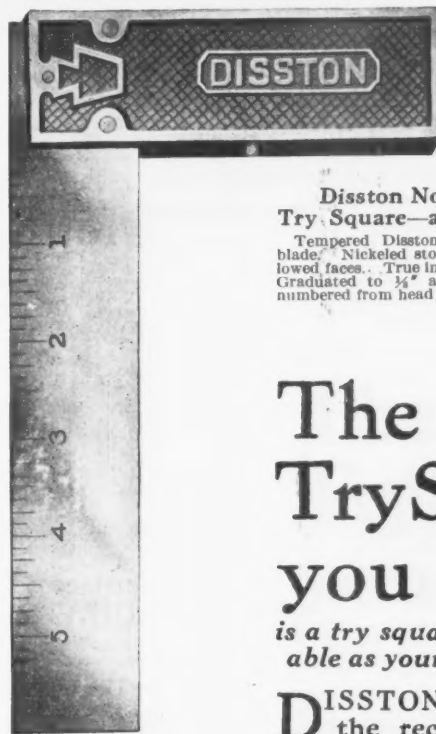 DISSTON
1
2
3
4
5
Disston No
Try Square—a
Tempered Disston
blade. Nickeled sto
lowed faces. True in
Graduated to ⅛" a
numbered from head
The
TryS
you
is a try squa
able as your
DISSTON
the rec